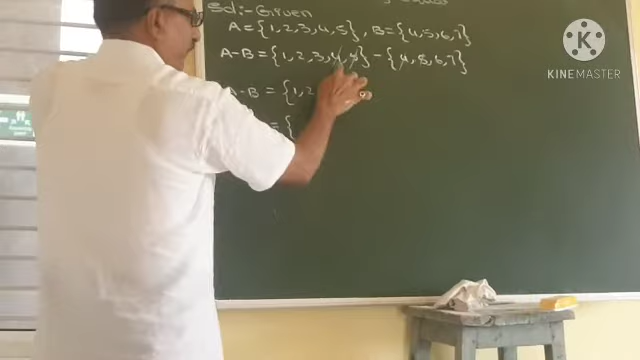 Sol:- Given
A = {1, 2, 3, 4, 5}, B = {4, 5, 6, 7}
A-B = {1, 2, 3, 4, 5} - {4, 5, 6, 7}
A-B = {1, 2
= {
KINEMASTER